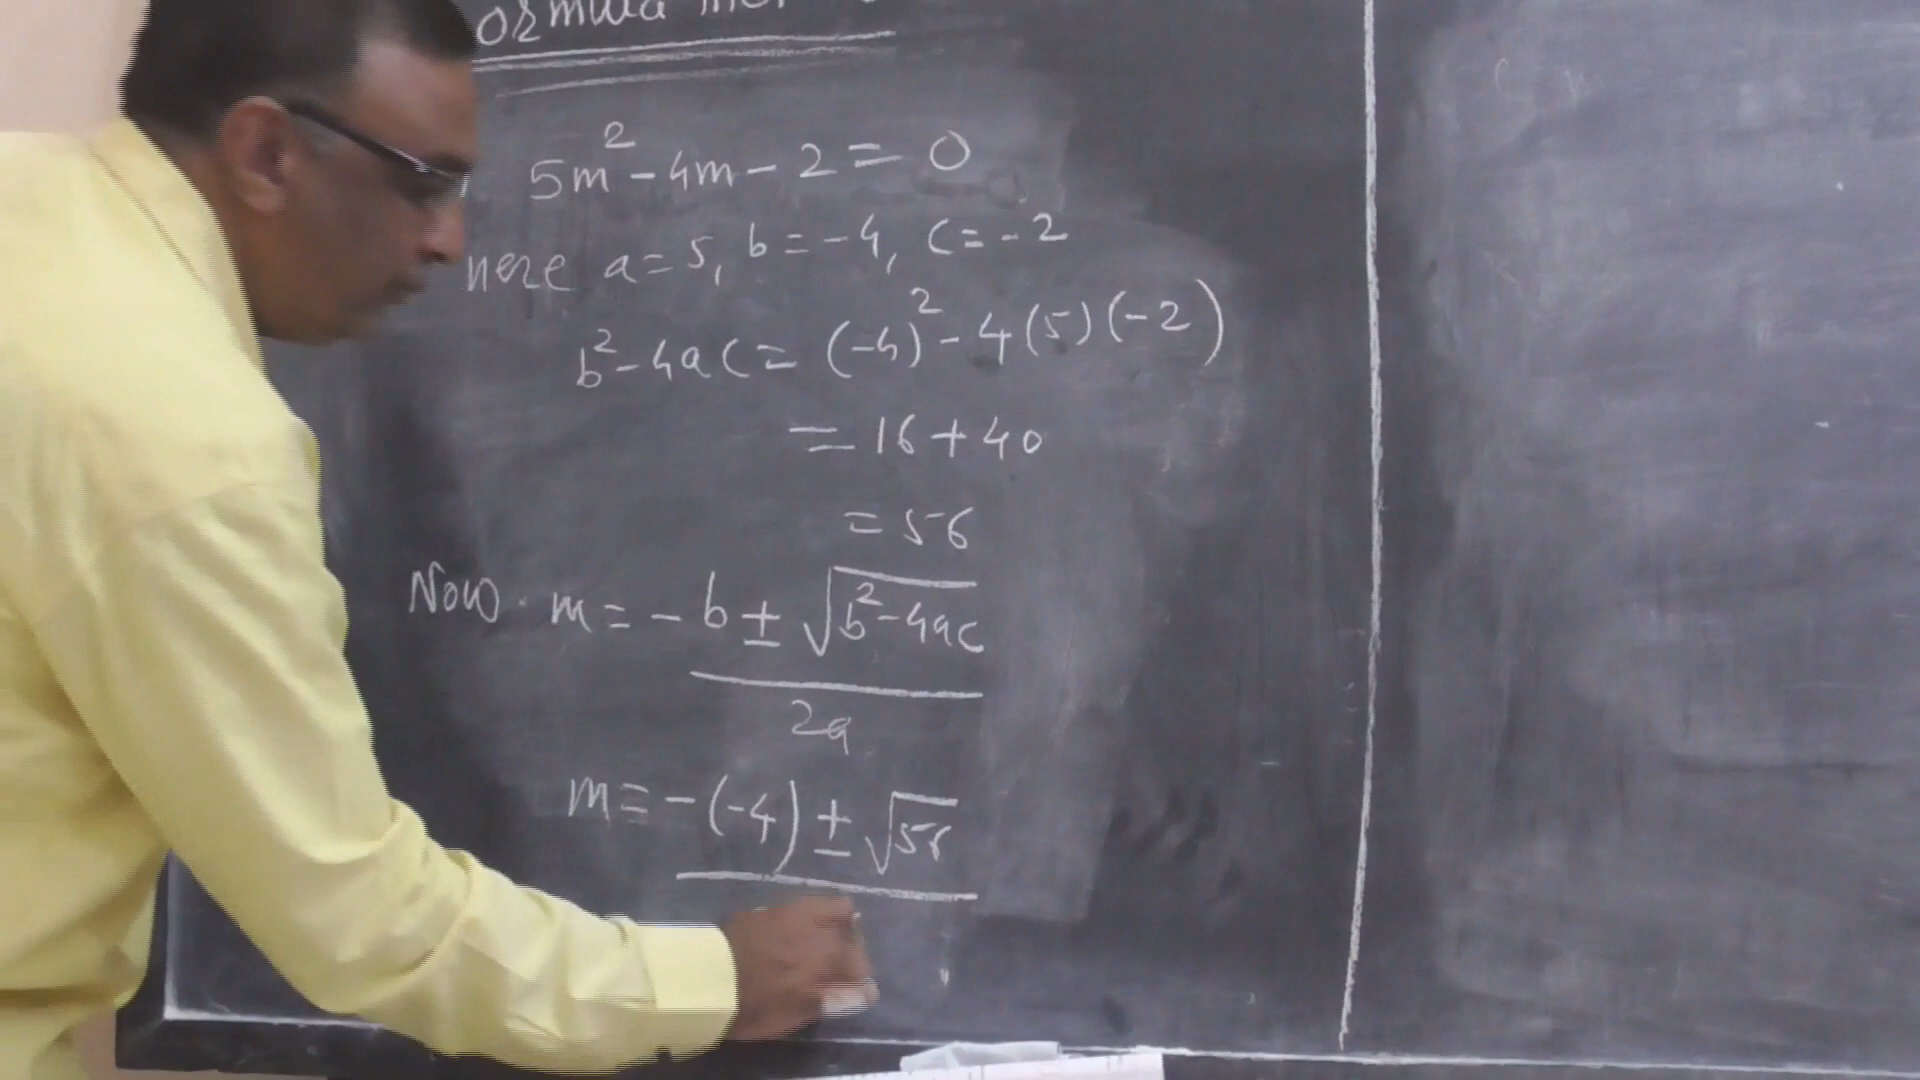 5m² - 4m - 2 = 0
here a = 5, b = -4, c = -2
b² - 4ac = (-4)² - 4(5)(-2)
= 16 + 40
= 56
Now m = -b ± √b² - 4ac
2a
m = -(-4) ± √56